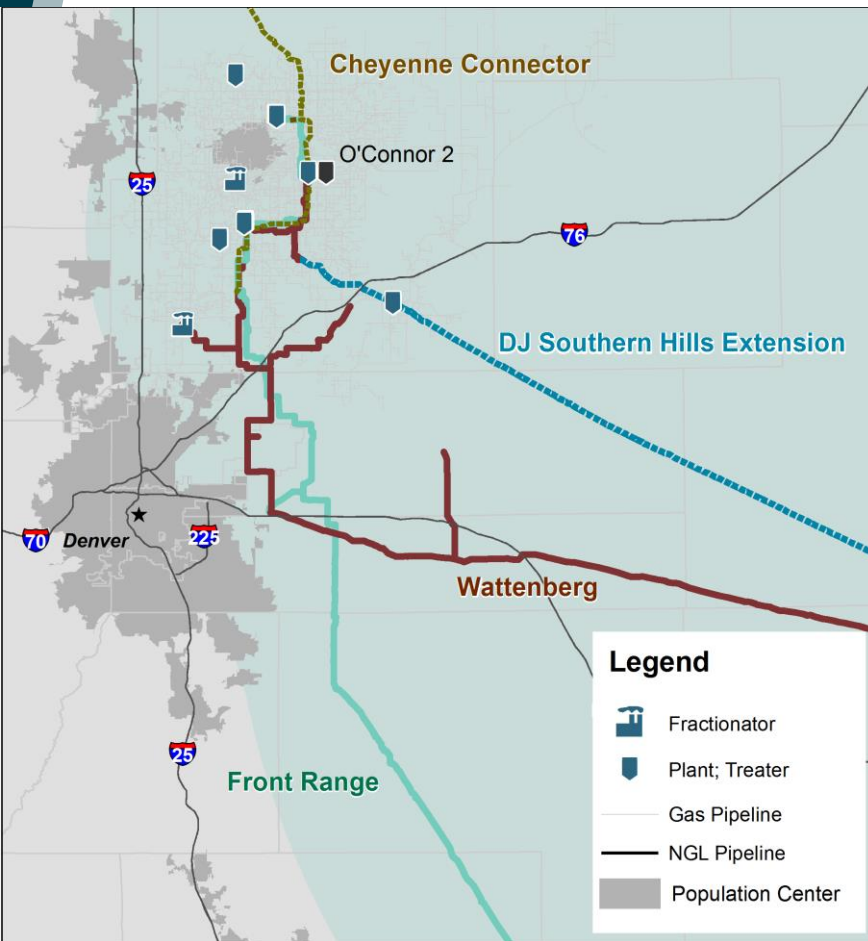 Cheyenne Connector
O'Connor 2
25
76
DJ Southern Hills Extension
70
Denver
225
Wattenberg
25
Front Range
Legend
Fractionator
Plant; Treater
Gas Pipeline
NGL Pipeline
Population Center